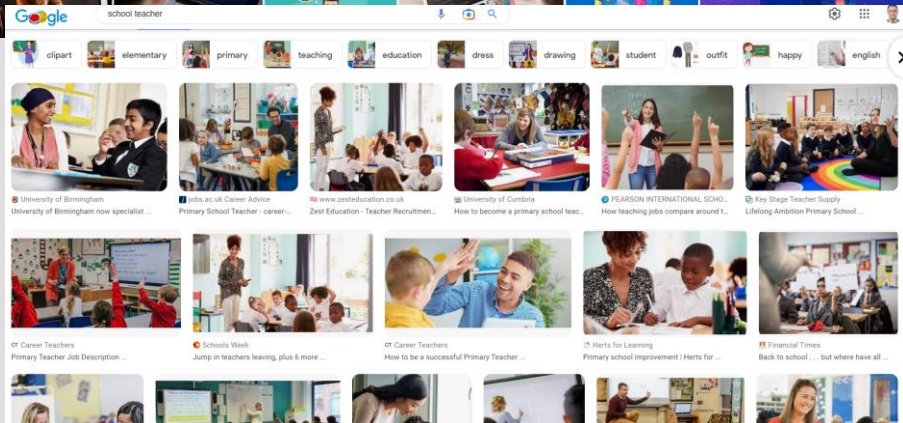 Google
school teacher
clipart
elementary
primary
teaching
education
dress
drawing
student
outfit
happy
english
University of Birmingham
University of Birmingham now specialist ...
jobs.ac.uk Career Advice
Primary School Teacher - career-...
www.zesteducation.co.uk
Zest Education - Teacher Recruitmen...
University of Cumbria
How to become a primary school teac...
PEARSON INTERNATIONAL SCHO...
How teaching jobs compare around t...
Key Stage Teacher Supply
Lifelong Ambition Primary School ...
CT Career Teachers
Primary Teacher Job Description ...
Schools Week
Jump in teachers leaving, plus 6 more ...
CT Career Teachers
How to be a successful Primary Teacher ...
Herts for Learning
Primary school improvement | Herts for ...
Financial Times
Back to school . . . but where have all ...